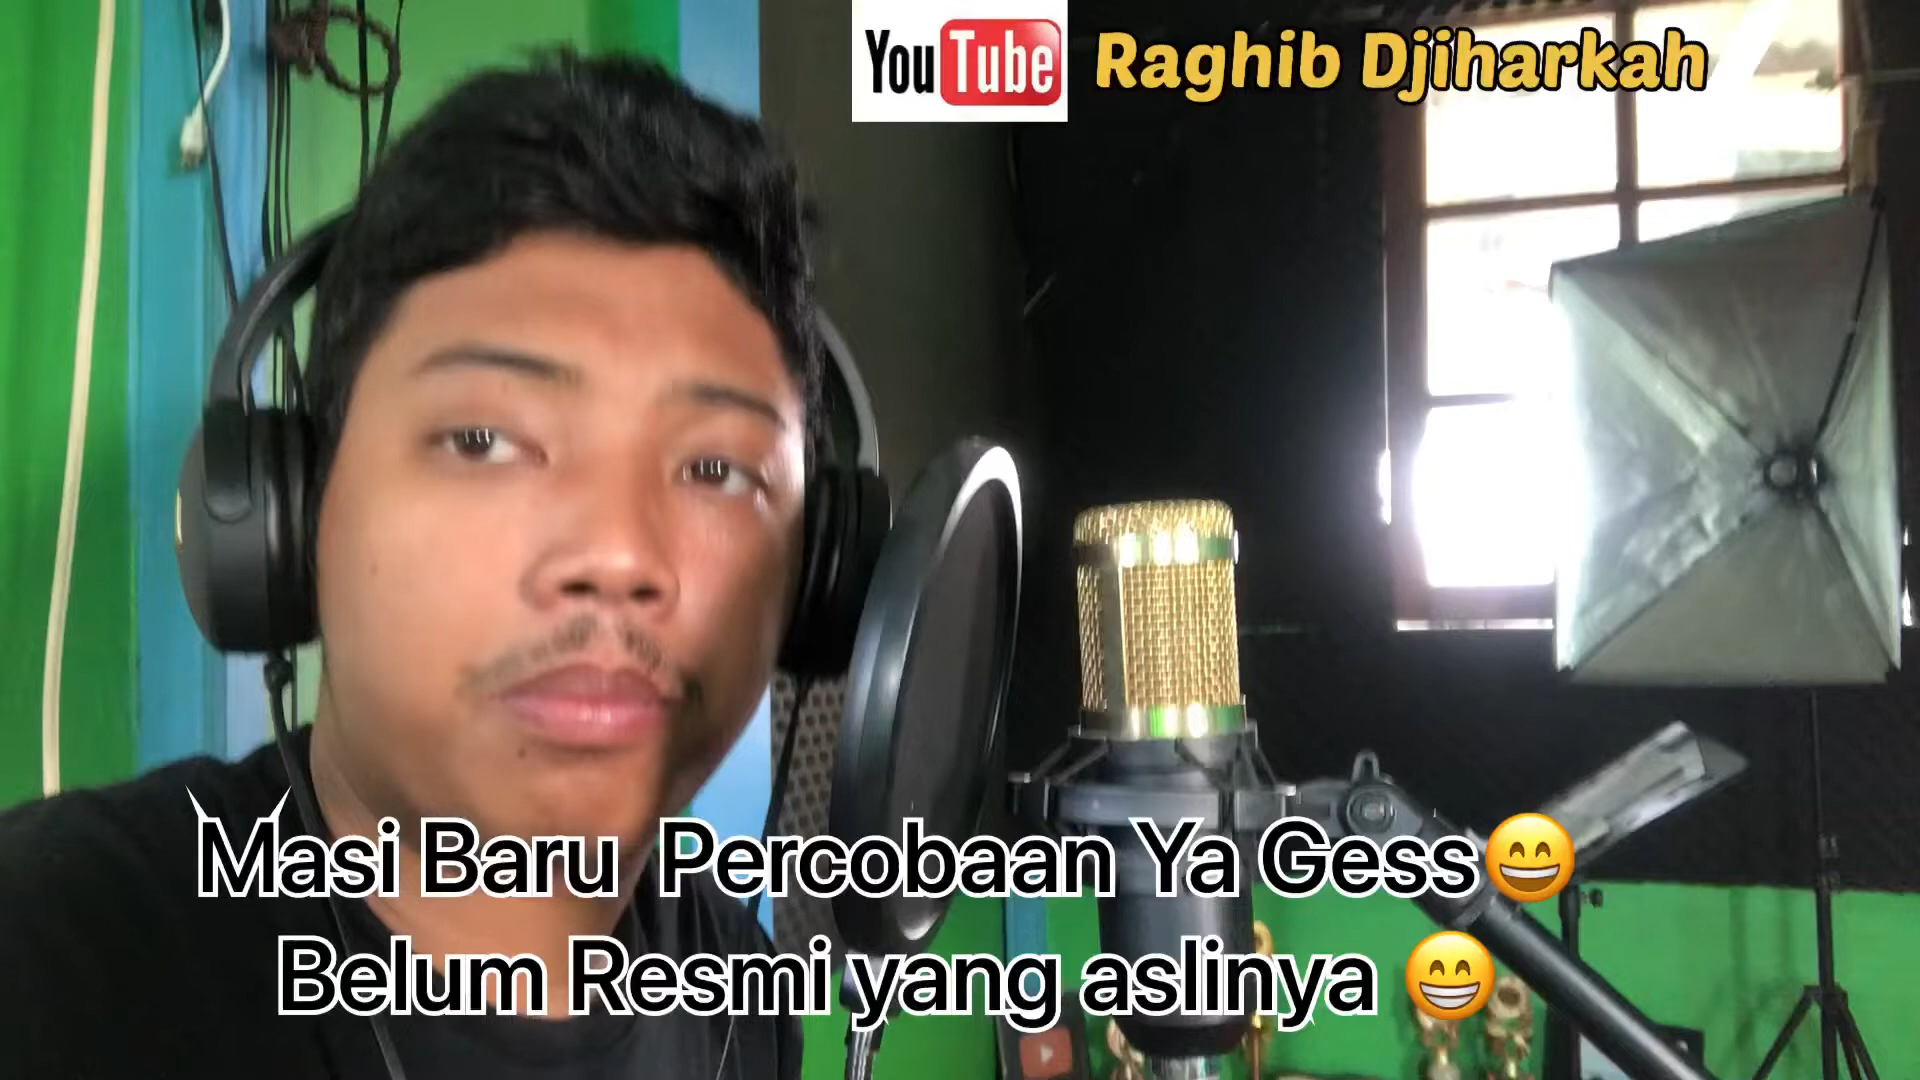 YouTube Raghib Djiharkah
Masi Baru Percobaan Ya Gess😄
Belum Resmi yang aslinya 😁